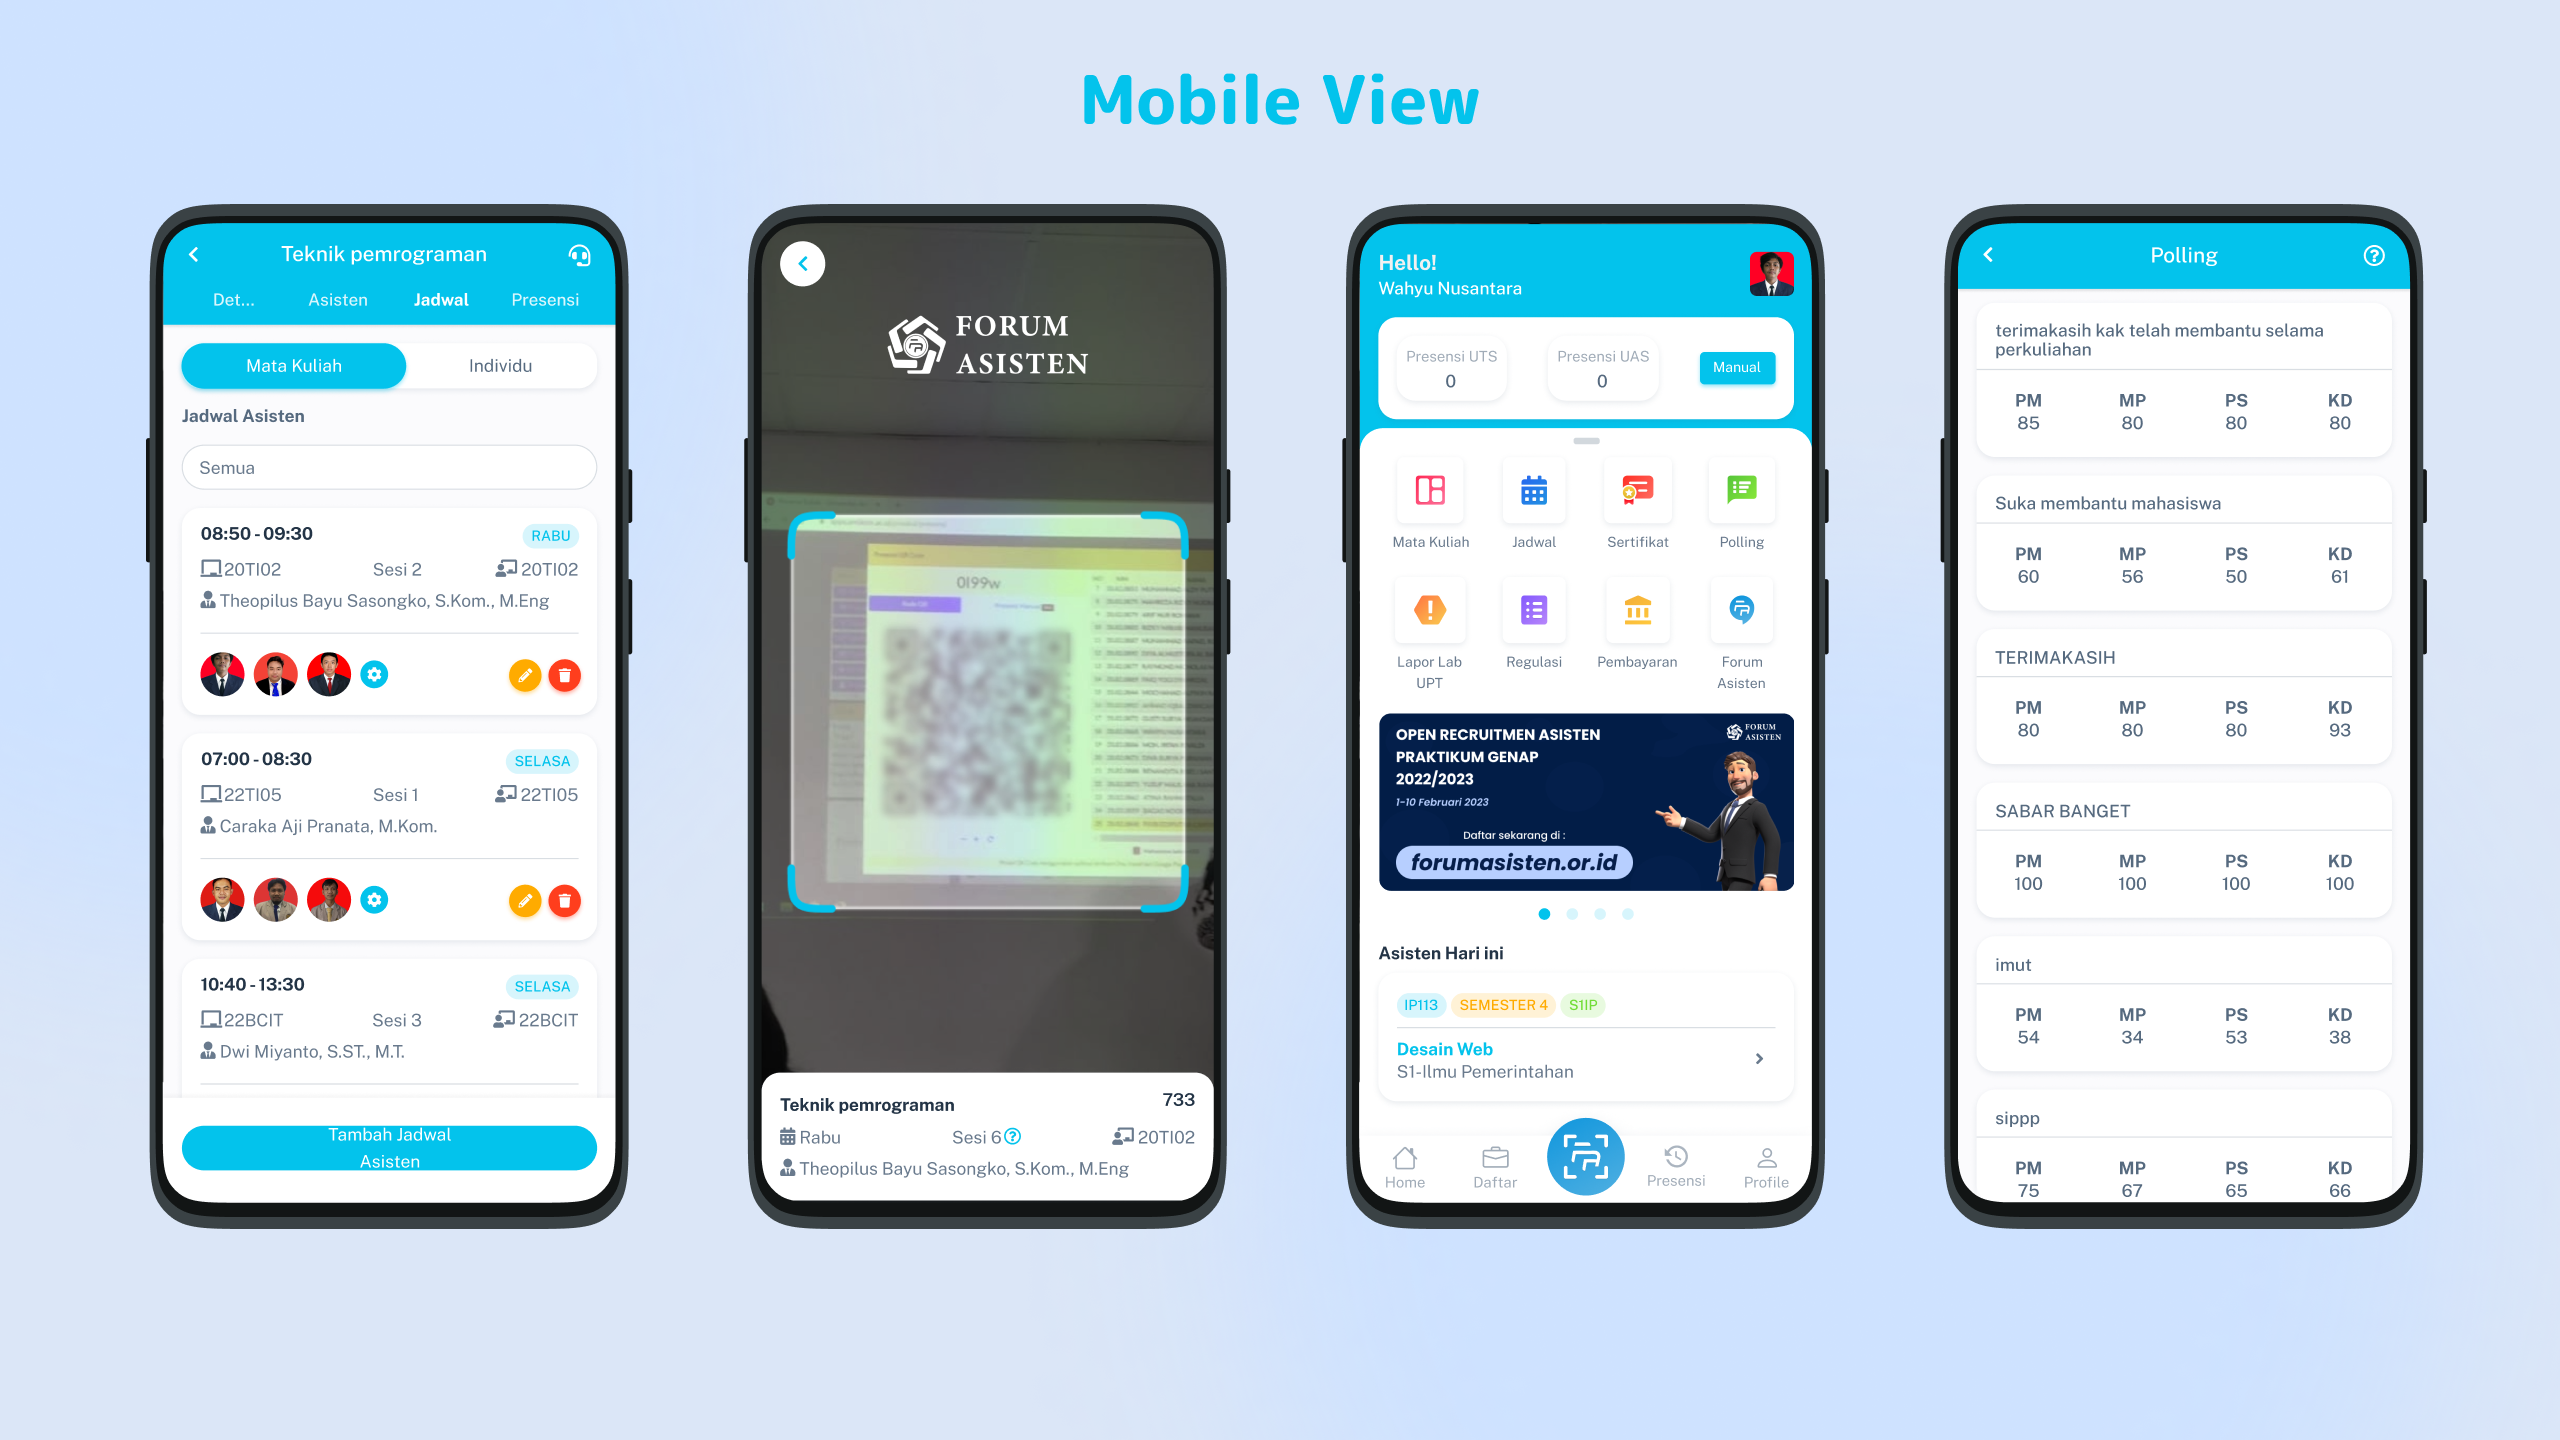 Mobile View
Teknik pemrograman
Det... Asisten Jadwal Presensi
Mata Kuliah Individu
Jadwal Asisten
Semua
08:50 - 09:30 RABU
20TI02 Sesi 2 20TI02
Theopilus Bayu Sasongko, S.Kom., M.Eng
07:00 - 08:30 SELASA
22TI05 Sesi 1 22TI05
Caraka Aji Pranata, M.Kom.
10:40 - 13:30 SELASA
22BCIT Sesi 3 22BCIT
Dwi Miyanto, S.ST., M.T.
Tambah Jadwal
Asisten
FORUM
ASISTEN
0l99w
Teknik pemrograman 733
Rabu Sesi 6 20TI02
Theopilus Bayu Sasongko, S.Kom., M.Eng
Hello!
Wahyu Nusantara
Presensi UTS Presensi UAS Manual
0 0
Mata Kuliah Jadwal Sertifikat Polling
Lapor Lab Regulasi Pembayaran Forum
UPT Asisten
OPEN RECRUITMEN ASISTEN
PRAKTIKUM GENAP
2022/2023
1-10 Februari 2023
FORUM
ASISTEN
Daftar sekarang di :
forumasisten.or.id
Asisten Hari ini
IP113 SEMESTER 4 S1IP
Desain Web
S1-Ilmu Pemerintahan
Home Daftar Presensi Profile
Polling
terimakasih kak telah membantu selama
perkuliahan
PM MP PS KD
85 80 80 80
Suka membantu mahasiswa
PM MP PS KD
60 56 50 61
TERIMAKASIH
PM MP PS KD
80 80 80 93
SABAR BANGET
PM MP PS KD
100 100 100 100
imut
PM MP PS KD
54 34 53 38
sippp
PM MP PS KD
75 67 65 66